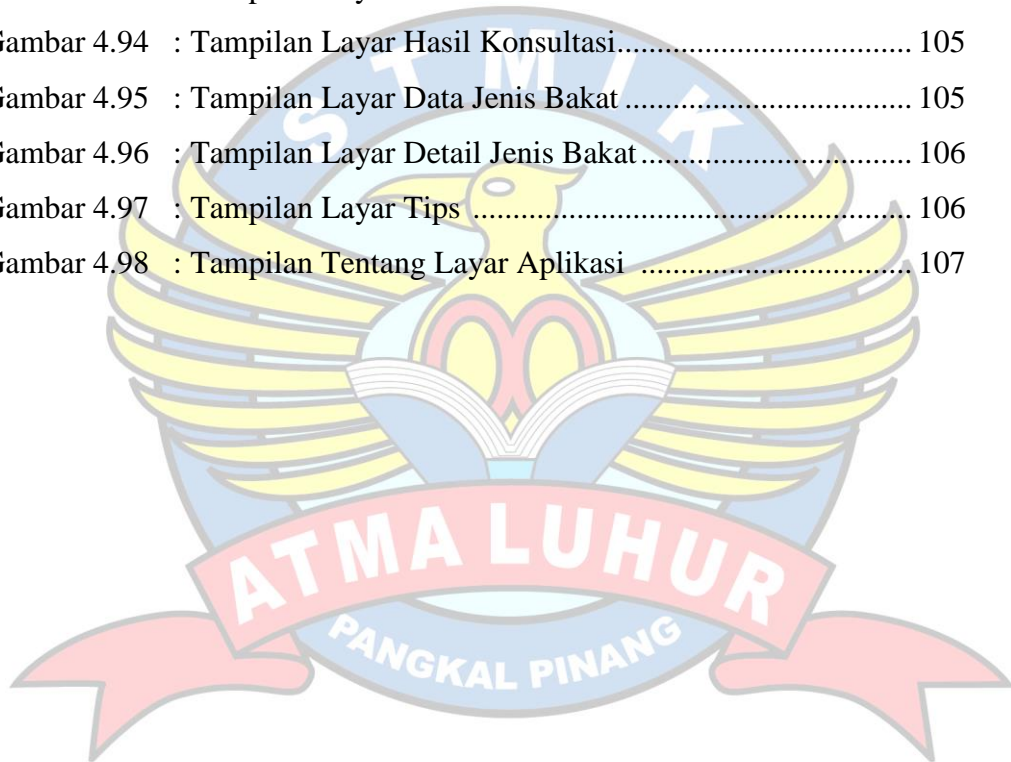 Gambar 4.94 : Tampilan Layar Hasil Konsultasi..................................... 105
Gambar 4.95 : Tampilan Layar Data Jenis Bakat .................................... 105
Gambar 4.96 : Tampilan Layar Detail Jenis Bakat .................................. 106
Gambar 4.97 : Tampilan Layar Tips ....................................................... 106
Gambar 4.98 : Tampilan Tentang Layar Aplikasi .................................. 107
STMIK
ATMA LUHUR
PANGKAL PINANG